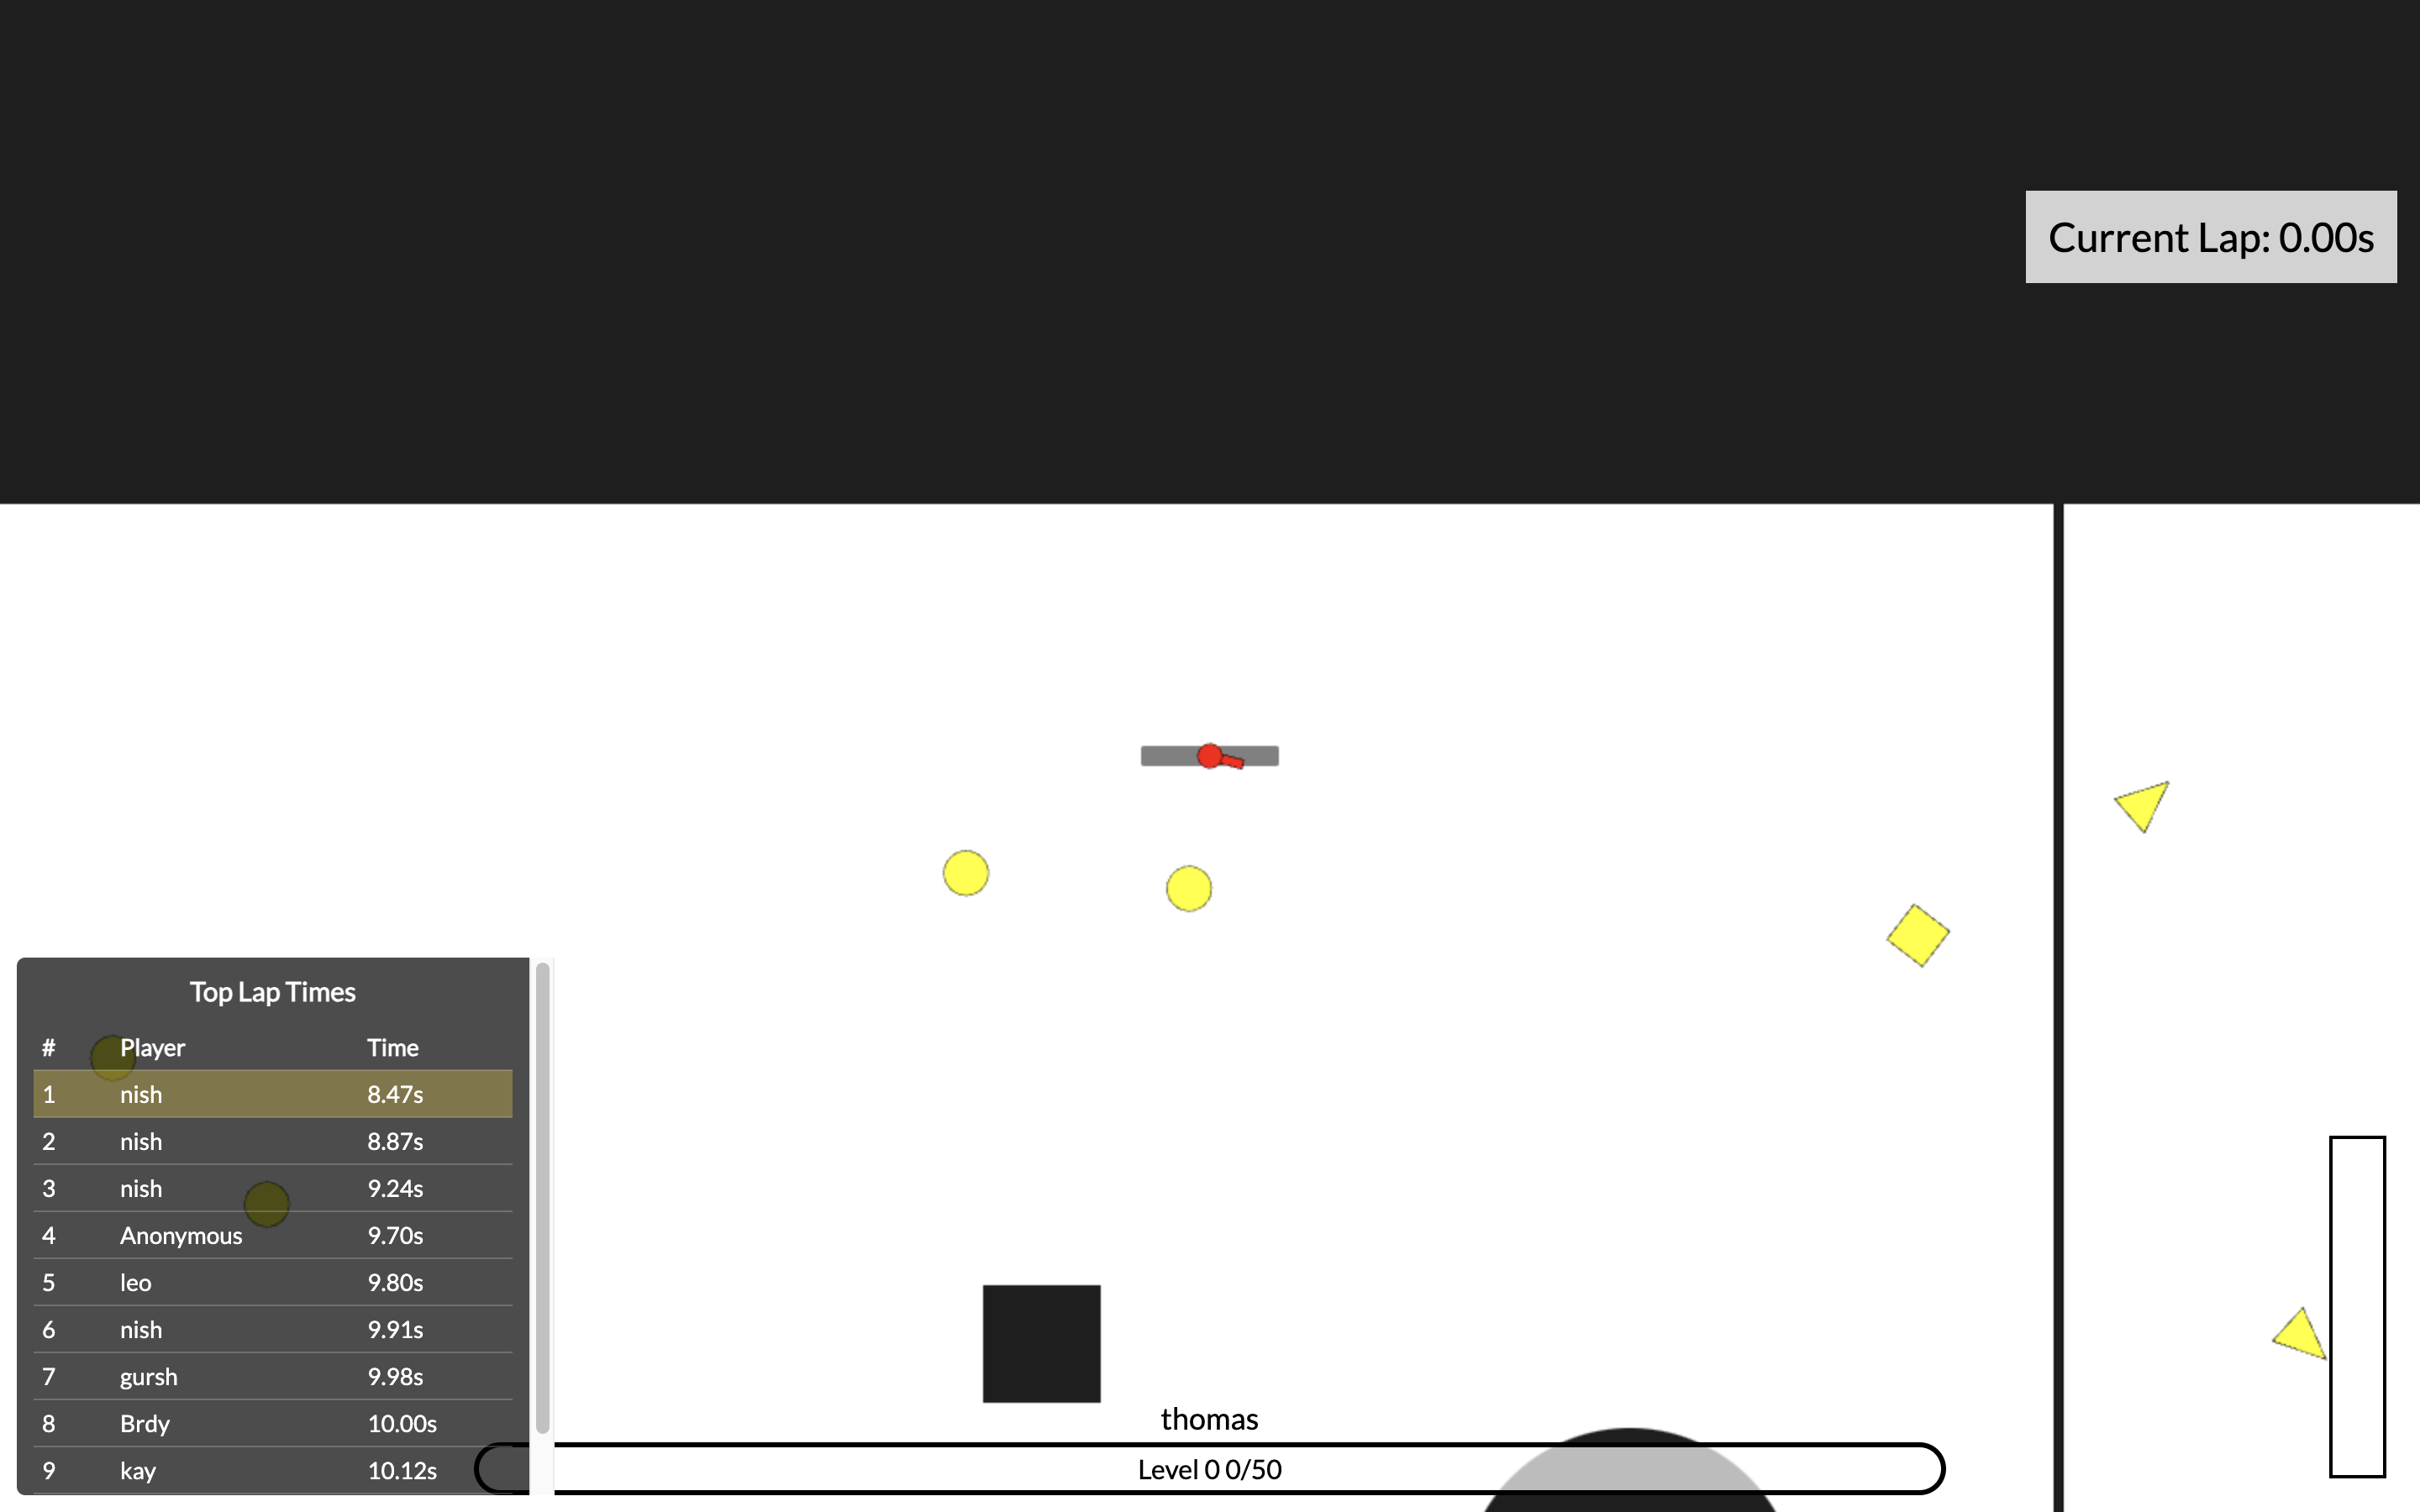 Current Lap: 0.00s
Top Lap Times
# Player Time
1 nish 8.47s
2 nish 8.87s
3 nish 9.24s
4 Anonymous 9.70s
5 leo 9.80s
6 nish 9.91s
7 gursh 9.98s
8 Brdy 10.00s
9 kay 10.12s
thomas
Level 0 0/50